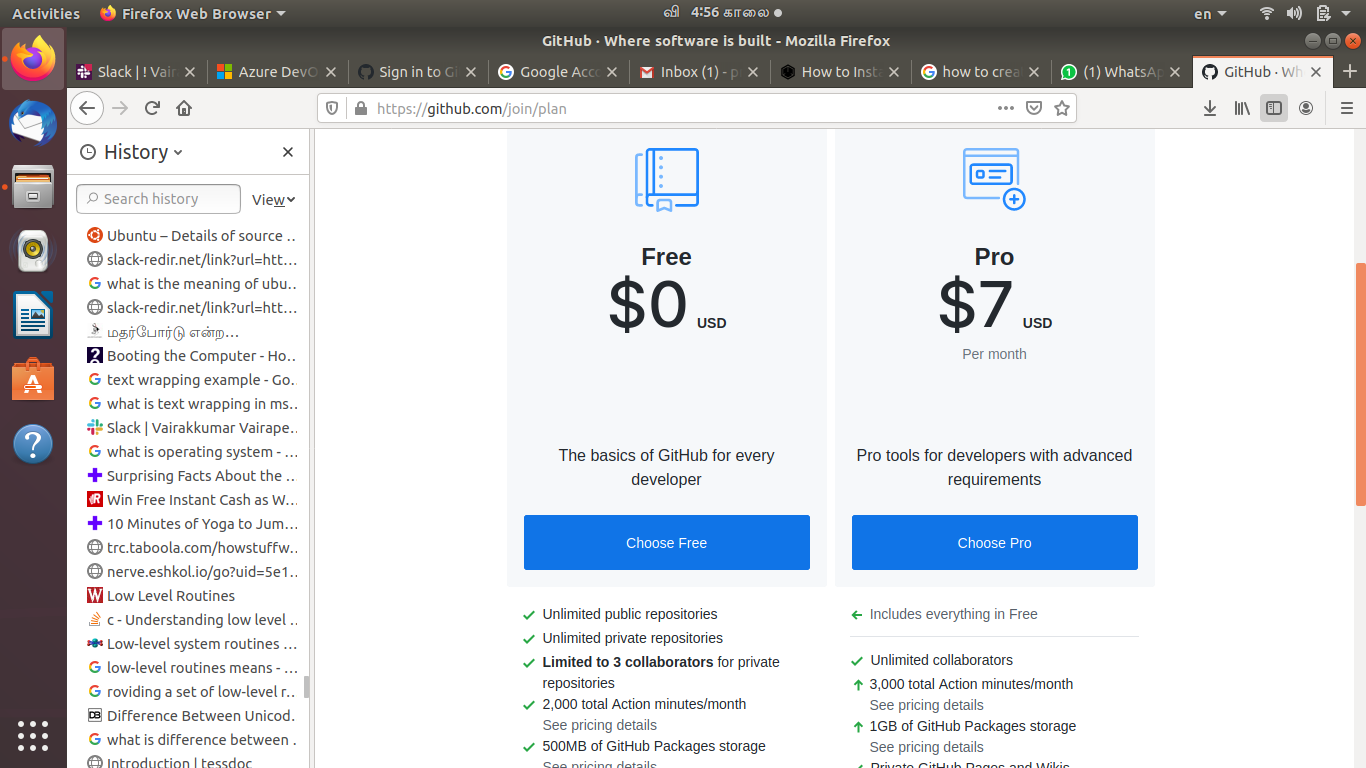 Activities
Firefox Web Browser
வி 4:56 காலை
en
GitHub · Where software is built - Mozilla Firefox
Slack | ! Vair
Azure DevO
Sign in to Gi
Google Acco
Inbox (1) - p
How to Insta
how to crea
(1) WhatsAp
GitHub · Wh
https://github.com/join/plan
History
Search history
View
Ubuntu – Details of source …
slack-redir.net/link?url=htt…
what is the meaning of ubu…
slack-redir.net/link?url=htt…
மதர்போர்டு என்ற…
Booting the Computer - Ho…
text wrapping example - Go…
what is text wrapping in ms…
Slack | Vairakkumar Vairape…
what is operating system - …
Surprising Facts About the …
Win Free Instant Cash as W…
10 Minutes of Yoga to Jum…
trc.taboola.com/howstuffw…
nerve.eshkol.io/go?uid=5e1…
Low Level Routines
c - Understanding low level …
Low-level system routines …
low-level routines means - …
roviding a set of low-level r…
Difference Between Unicod…
what is difference between …
Introduction | tessdoc
Free
$0 USD
The basics of GitHub for every
developer
Choose Free
Unlimited public repositories
Unlimited private repositories
Limited to 3 collaborators for private
repositories
2,000 total Action minutes/month
See pricing details
500MB of GitHub Packages storage
See pricing details
Pro
$7 USD
Per month
Pro tools for developers with advanced
requirements
Choose Pro
Includes everything in Free
Unlimited collaborators
3,000 total Action minutes/month
See pricing details
1GB of GitHub Packages storage
See pricing details
Private GitHub Pages and Wikis